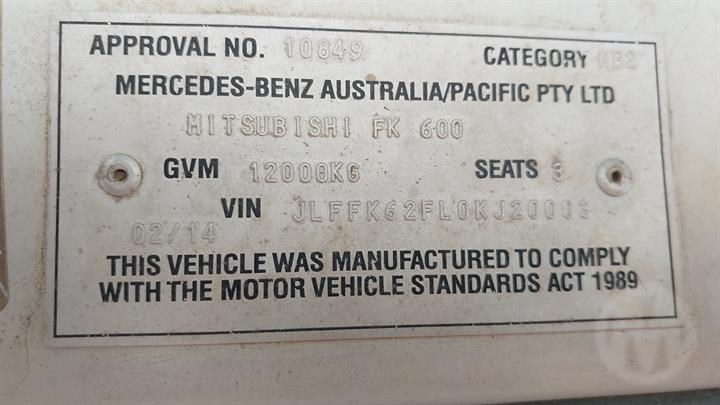 APPROVAL NO. 10849 CATEGORY NB2
MERCEDES-BENZ AUSTRALIA/PACIFIC PTY LTD
MITSUBISHI FK 600
GVM 12000KG SEATS 3
VIN JLFFK62FL0KJ20003
02/14
THIS VEHICLE WAS MANUFACTURED TO COMPLY
WITH THE MOTOR VEHICLE STANDARDS ACT 1989